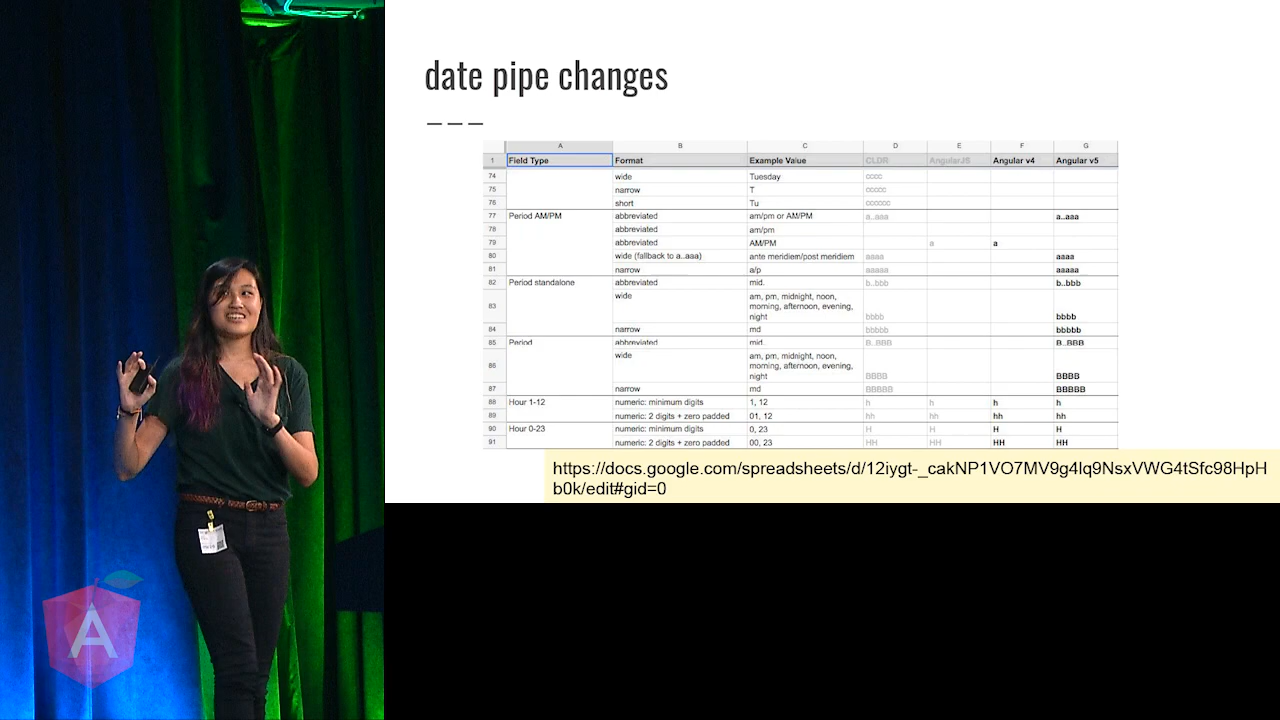 date pipe changes
A B C D E F G
1 Field Type Format Example Value CLDR AngularJS Angular v4 Angular v5
74 wide Tuesday cccc
75 narrow T ccccc
76 short Tu cccccc
77 Period AM/PM abbreviated am/pm or AM/PM a..aaa a..aaa
78 abbreviated am/pm
79 abbreviated AM/PM a a
80 wide (fallback to a..aaa) ante meridiem/post meridiem aaaa aaaa
81 narrow a/p aaaaa aaaaa
82 Period standalone abbreviated mid. b..bbb b..bbb
83 wide am, pm, midnight, noon,
morning, afternoon, evening,
night bbbb bbbb
84 narrow md bbbbb bbbbb
85 Period abbreviated mid. B..BBB B..BBB
86 wide am, pm, midnight, noon,
morning, afternoon, evening,
night BBBB BBBB
87 narrow md BBBBB BBBBB
88 Hour 1-12 numeric: minimum digits 1, 12 h h h h
89 numeric: 2 digits + zero padded 01, 12 hh hh hh hh
90 Hour 0-23 numeric: minimum digits 0, 23 H H H H
91 numeric: 2 digits + zero padded 00, 23 HH HH HH HH
https://docs.google.com/spreadsheets/d/12iygt-_cakNP1VO7MV9g4lq9NsxVWG4tSfc98HpH
b0k/edit#gid=0
A